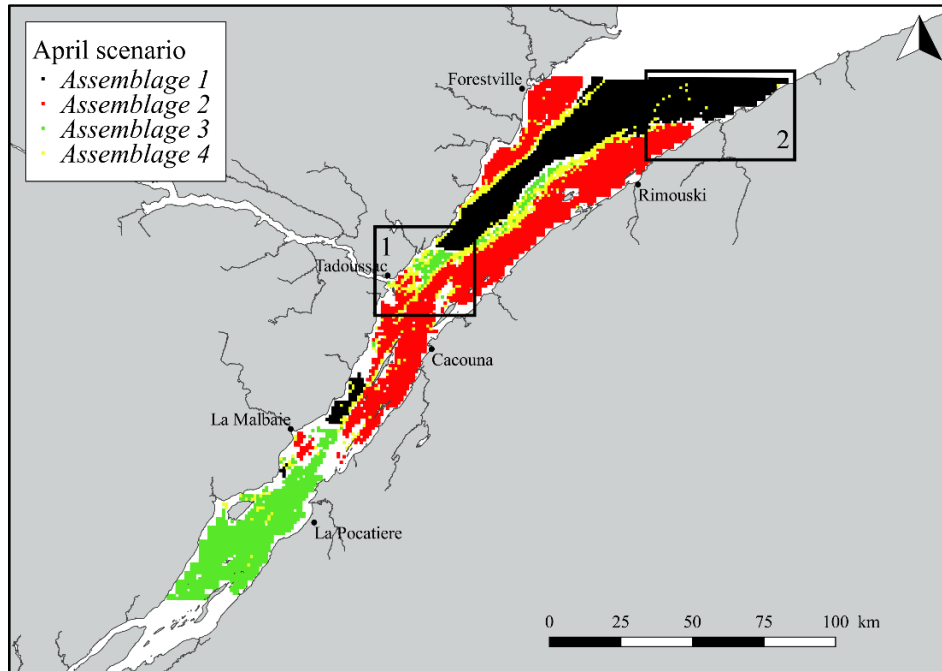 April scenario
Assemblage 1
Assemblage 2
Assemblage 3
Assemblage 4
Forestville
2
Rimouski
1
Tadoussac
Cacouna
La Malbaie
La Pocatiere
0 25 50 75 100 km